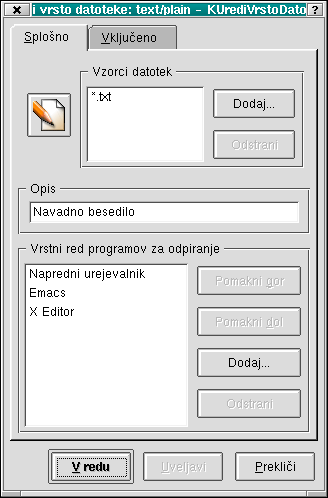 i vrsto datoteke: text/plain - KUrediVrstoDato
Splošno
Vključeno
Vzorci datotek
*.txt
Dodaj...
Odstrani
Opis
Navadno besedilo
Vrstni red programov za odpiranje
Napredni urejevalnik
Emacs
X Editor
Pomakni gor
Pomakni dol
Dodaj...
Odstrani
V redu
Uveljavi
Prekliči